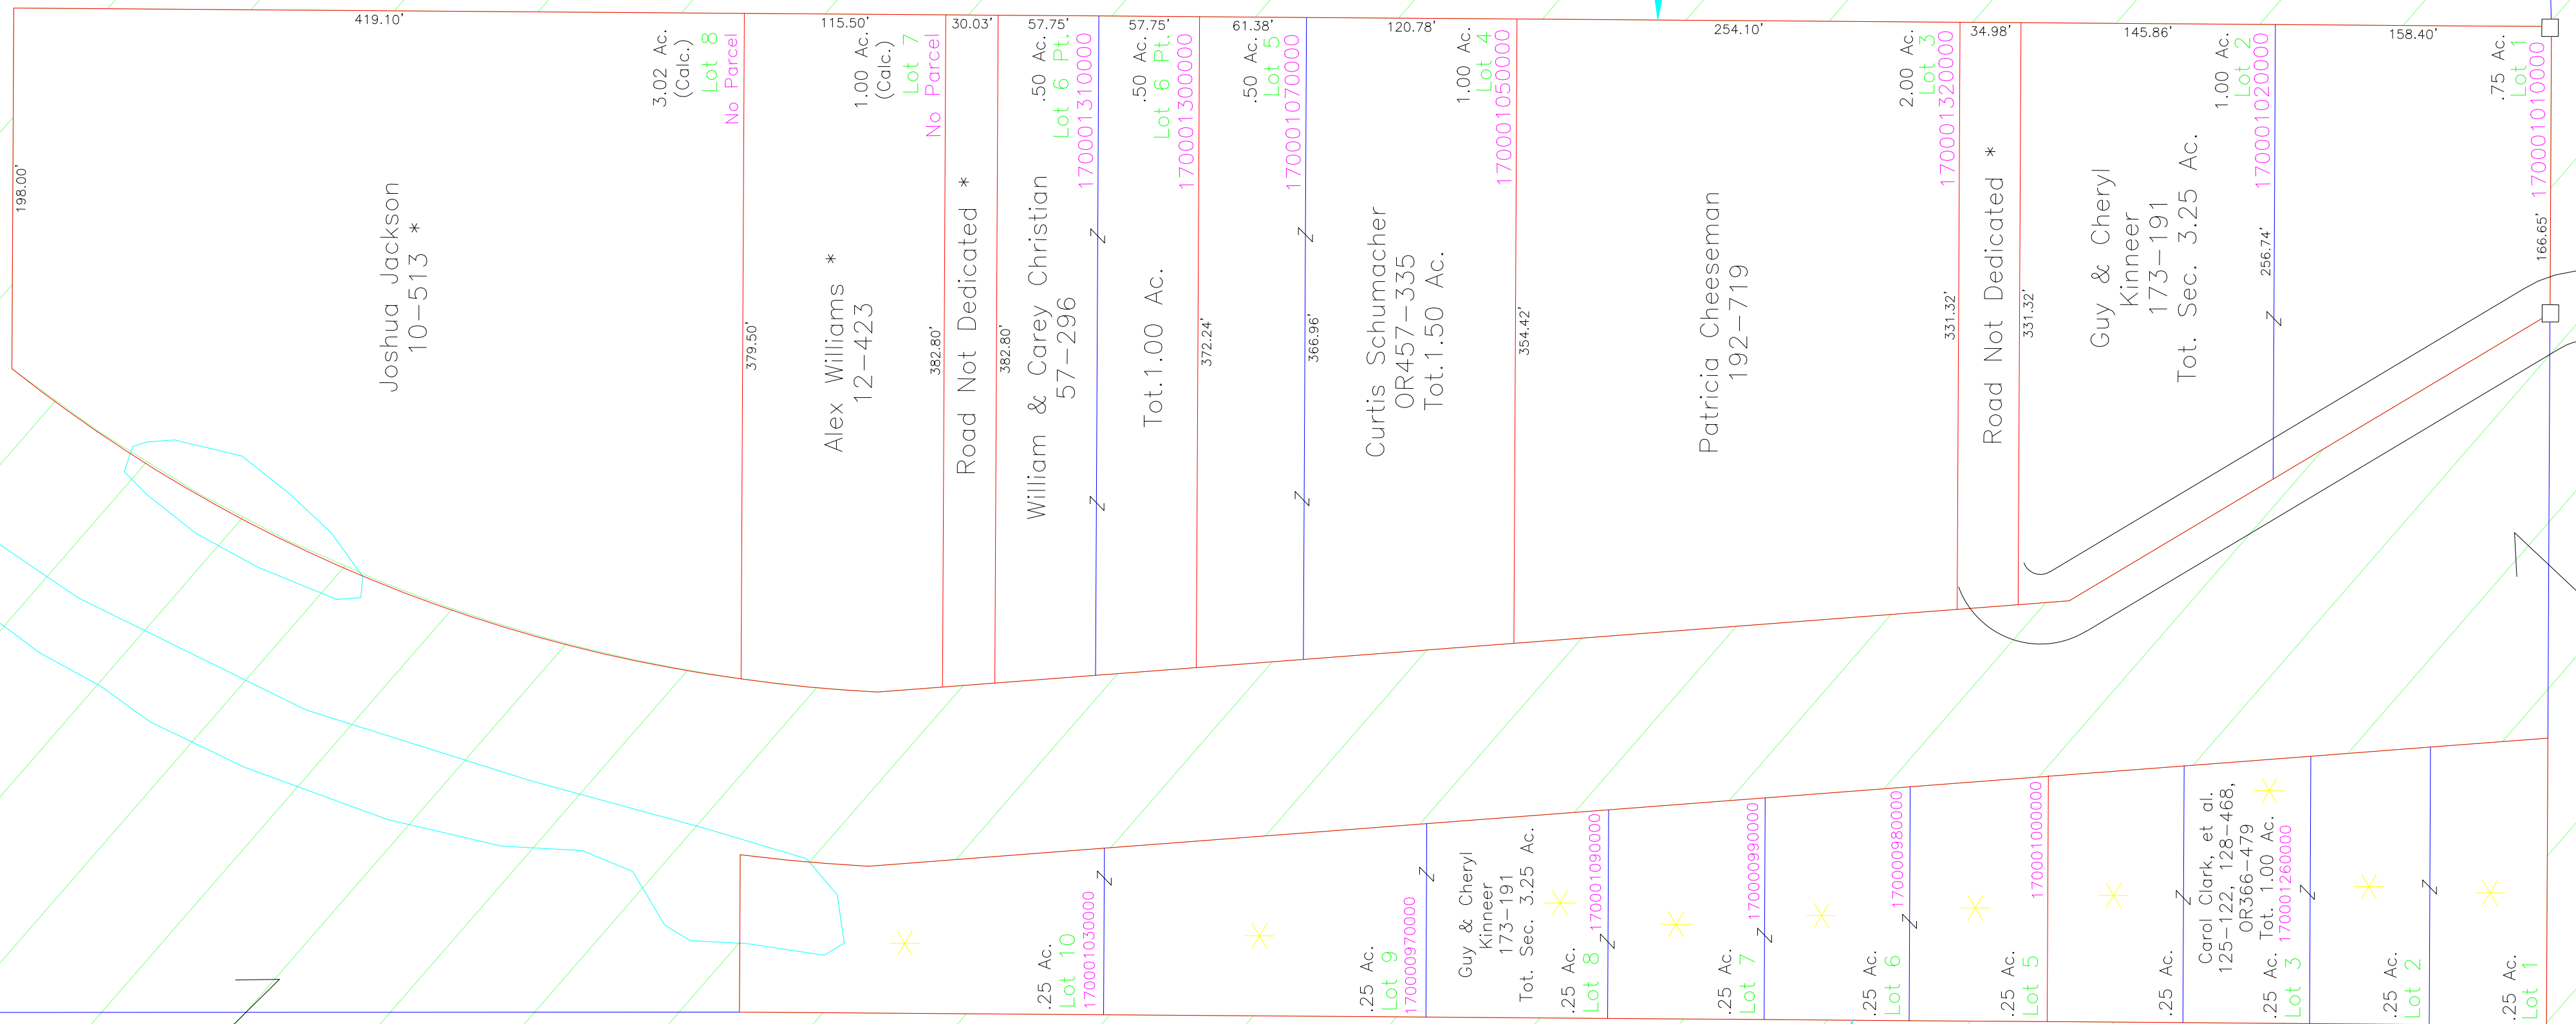 419.10'
115.50'
30.03'
57.75'
57.75'
61.38'
120.78'
254.10'
34.98'
145.86'
158.40'
198.00'
Joshua Jackson
10-513 *
3.02 Ac.
(Calc.)
Lot 8
No Parcel
379.50'
Alex Williams *
12-423
1.00 Ac.
(Calc.)
Lot 7
No Parcel
382.80'
Road Not Dedicated *
382.80'
William & Carey Christian
57-296
.50 Ac.
Lot 6 Pt.
170001310000
Tot.1.00 Ac.
.50 Ac.
Lot 6 Pt.
170001300000
372.24'
.50 Ac.
Lot 5
170001070000
366.96'
Curtis Schumacher
OR457-335
Tot.1.50 Ac.
1.00 Ac.
Lot 4
170001050000
354.42'
Patricia Cheeseman
192-719
2.00 Ac.
Lot 3
170001320000
331.32'
Road Not Dedicated *
331.32'
Guy & Cheryl
Kinneer
173-191
Tot. Sec. 3.25 Ac.
1.00 Ac.
Lot 2
170001020000
256.74'
.75 Ac.
Lot 1
170001010000
166.65'
.25 Ac.
Lot 10
170001030000
.25 Ac.
Lot 9
170000970000
Guy & Cheryl
Kinneer
173-191
Tot. Sec. 3.25 Ac.
.25 Ac.
Lot 8
170001090000
.25 Ac.
Lot 7
170000990000
.25 Ac.
Lot 6
170000980000
.25 Ac.
Lot 5
170001000000
.25 Ac.
Carol Clark, et al.
125-122, 128-468,
OR366-479
Tot. 1.00 Ac.
.25 Ac.
Lot 3
170001260000
.25 Ac.
Lot 2
.25 Ac.
Lot 1